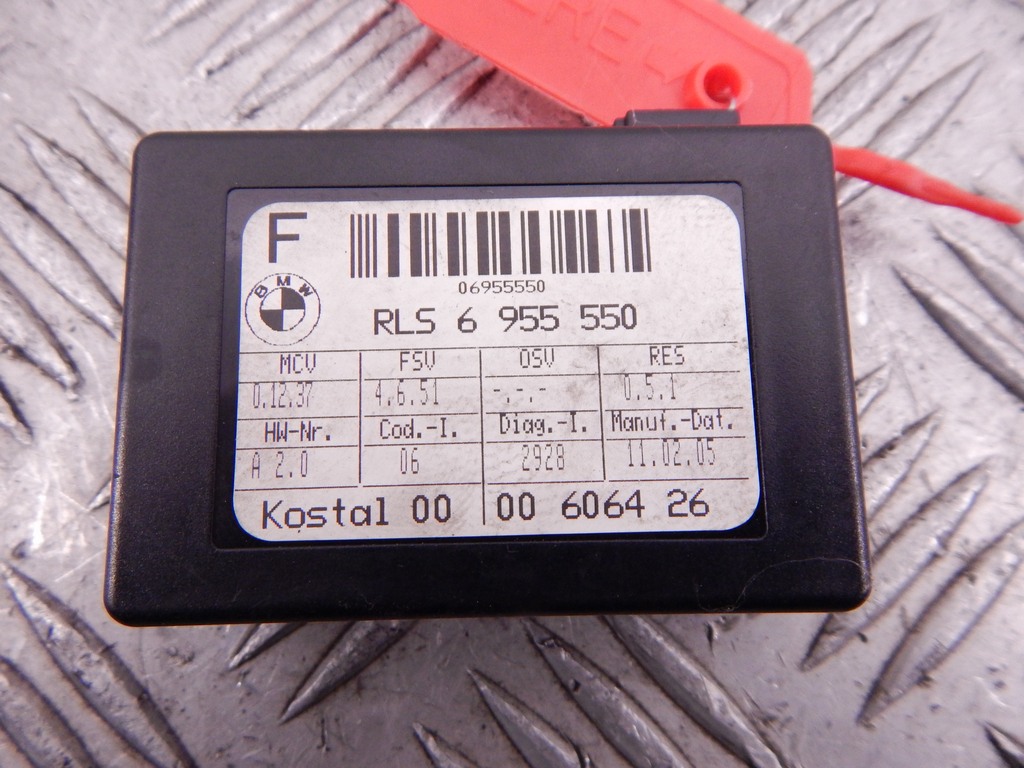 F
06955550
BMW
RLS 6 955 550
MCV FSV OSV RES
0.12.37 4.6.51 -.-.- 0.5.1
HW-Nr. Cod.-I. Diag.-I. Manuf.-Dat.
A 2.0 06 2928 11.02.05
Kostal 00 00 6064 26